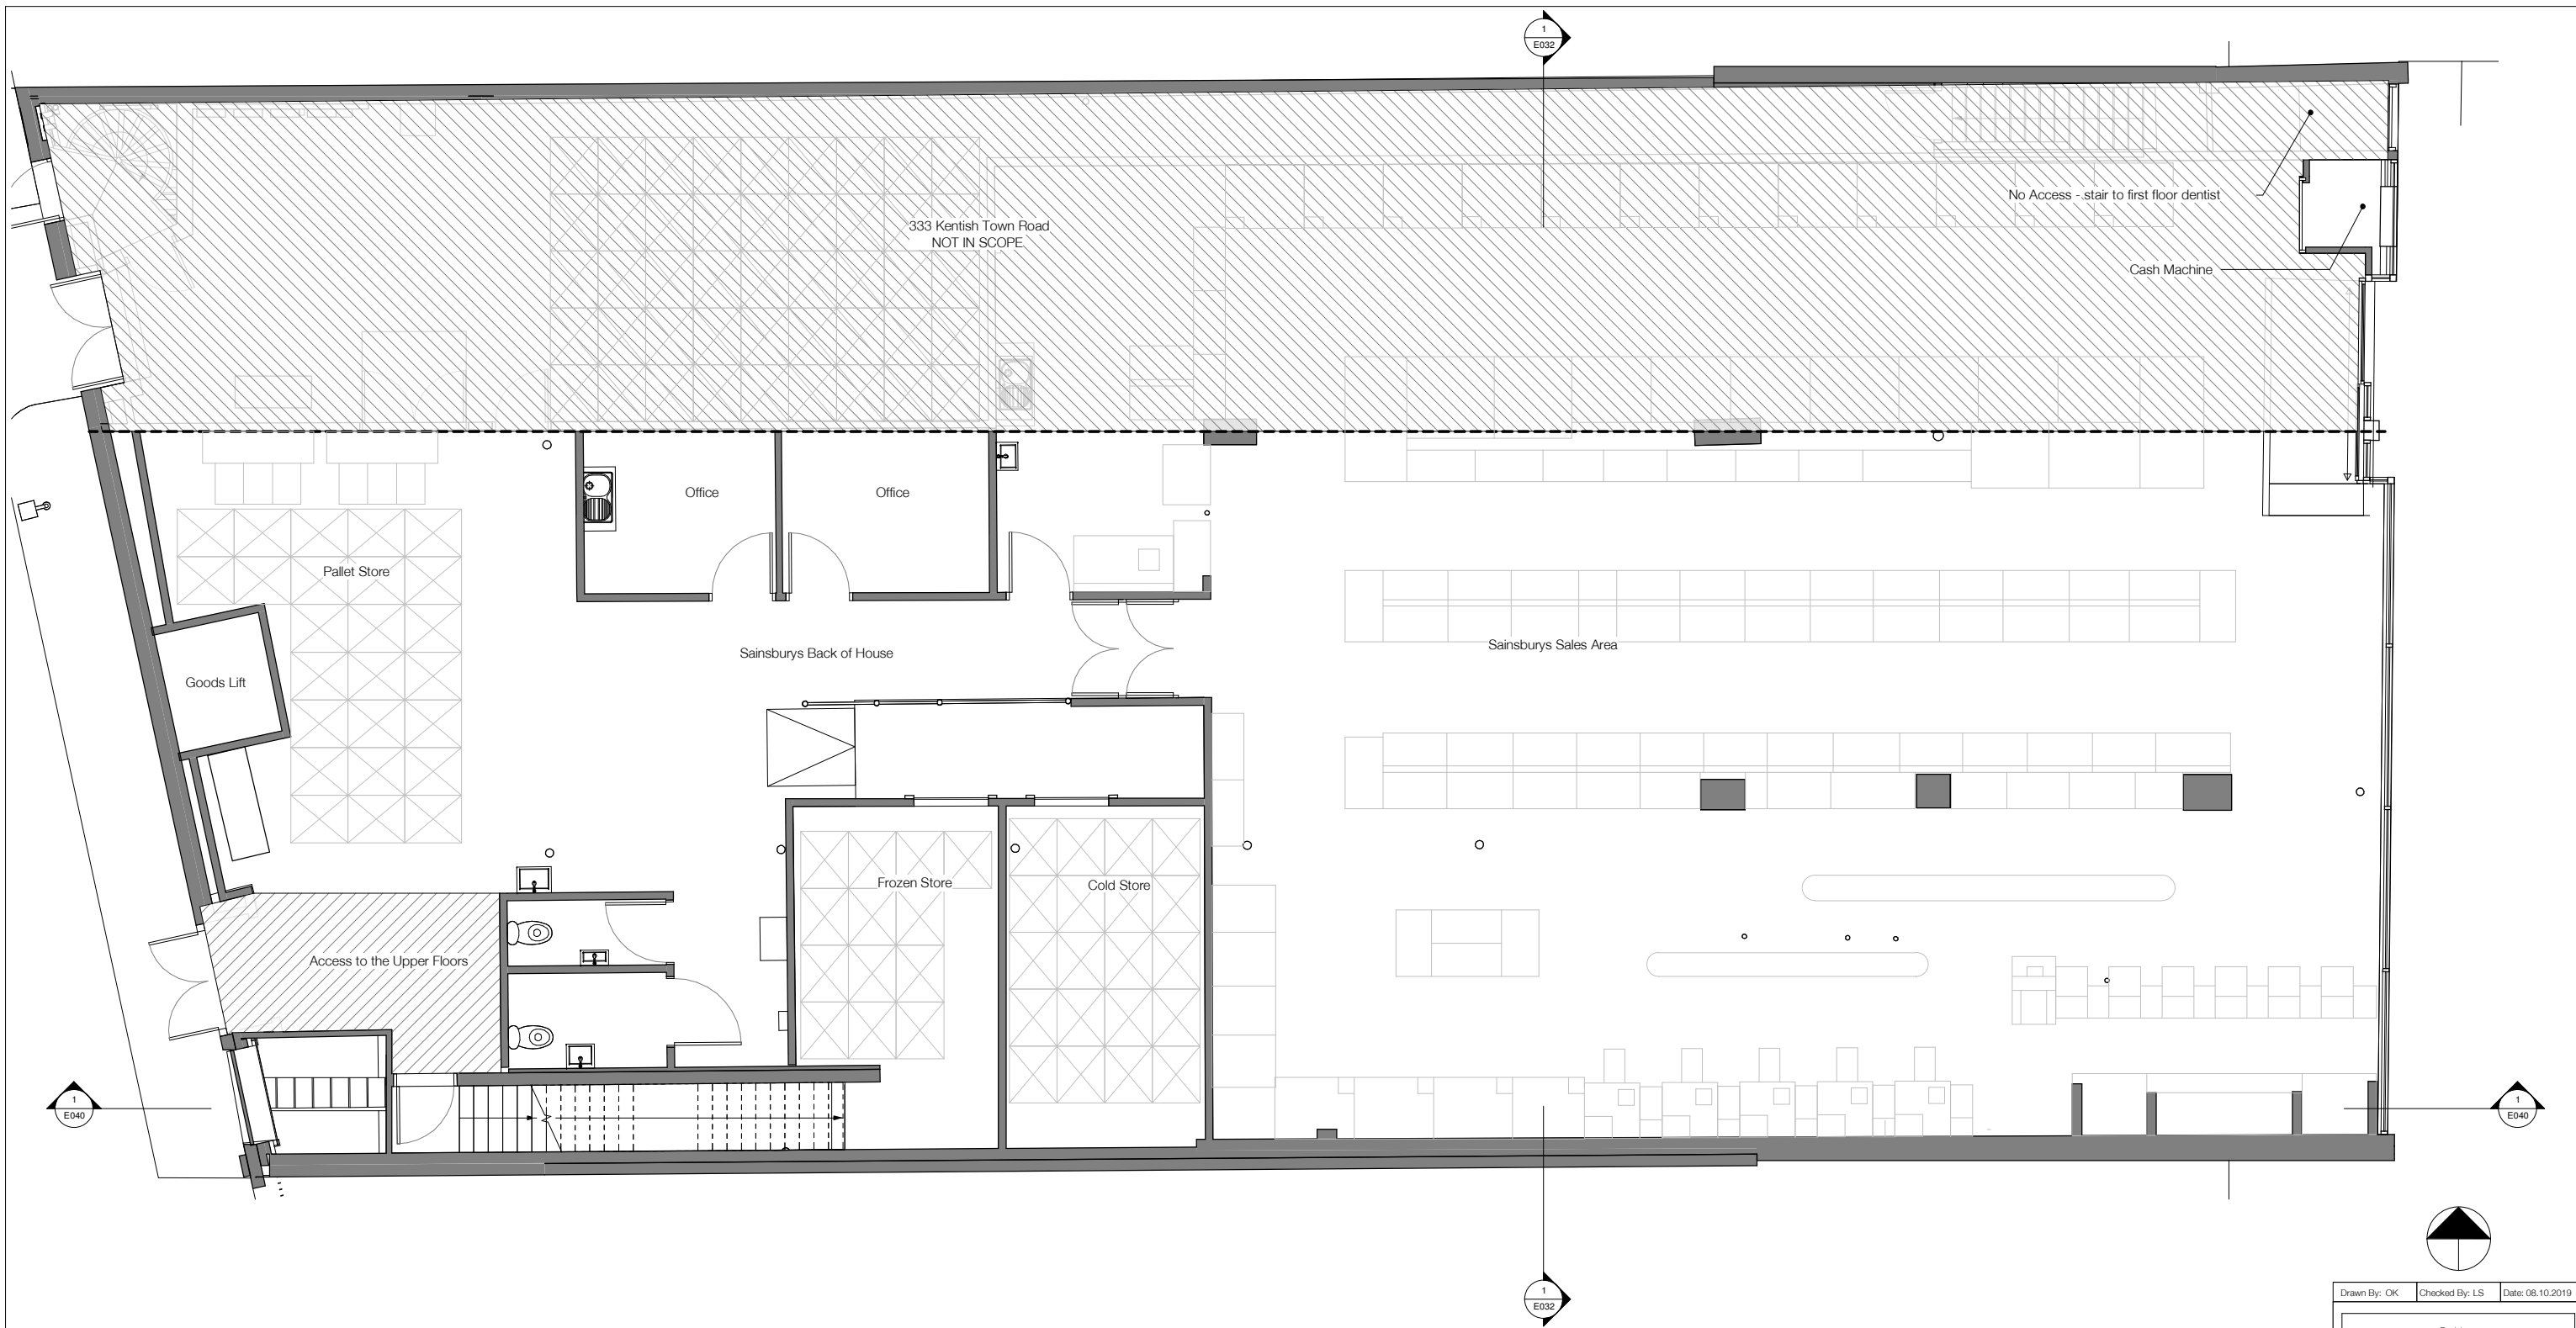 1
E032
No Access - stair to first floor dentist
333 Kentish Town Road
NOT IN SCOPE
Cash Machine
Office
Office
Pallet Store
Sainsburys Sales Area
Sainsburys Back of House
Goods Lift
Frozen Store
Cold Store
Access to the Upper Floors
1
E040
1
E040
1
E032
Drawn By: OK
Checked By: LS
Date: 08.10.2019